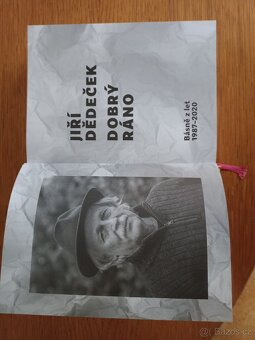 JIŘÍ
DĚDEČEK
DOBRÝ
RÁNO
Básně z let
1987–2020
Bazos.cz